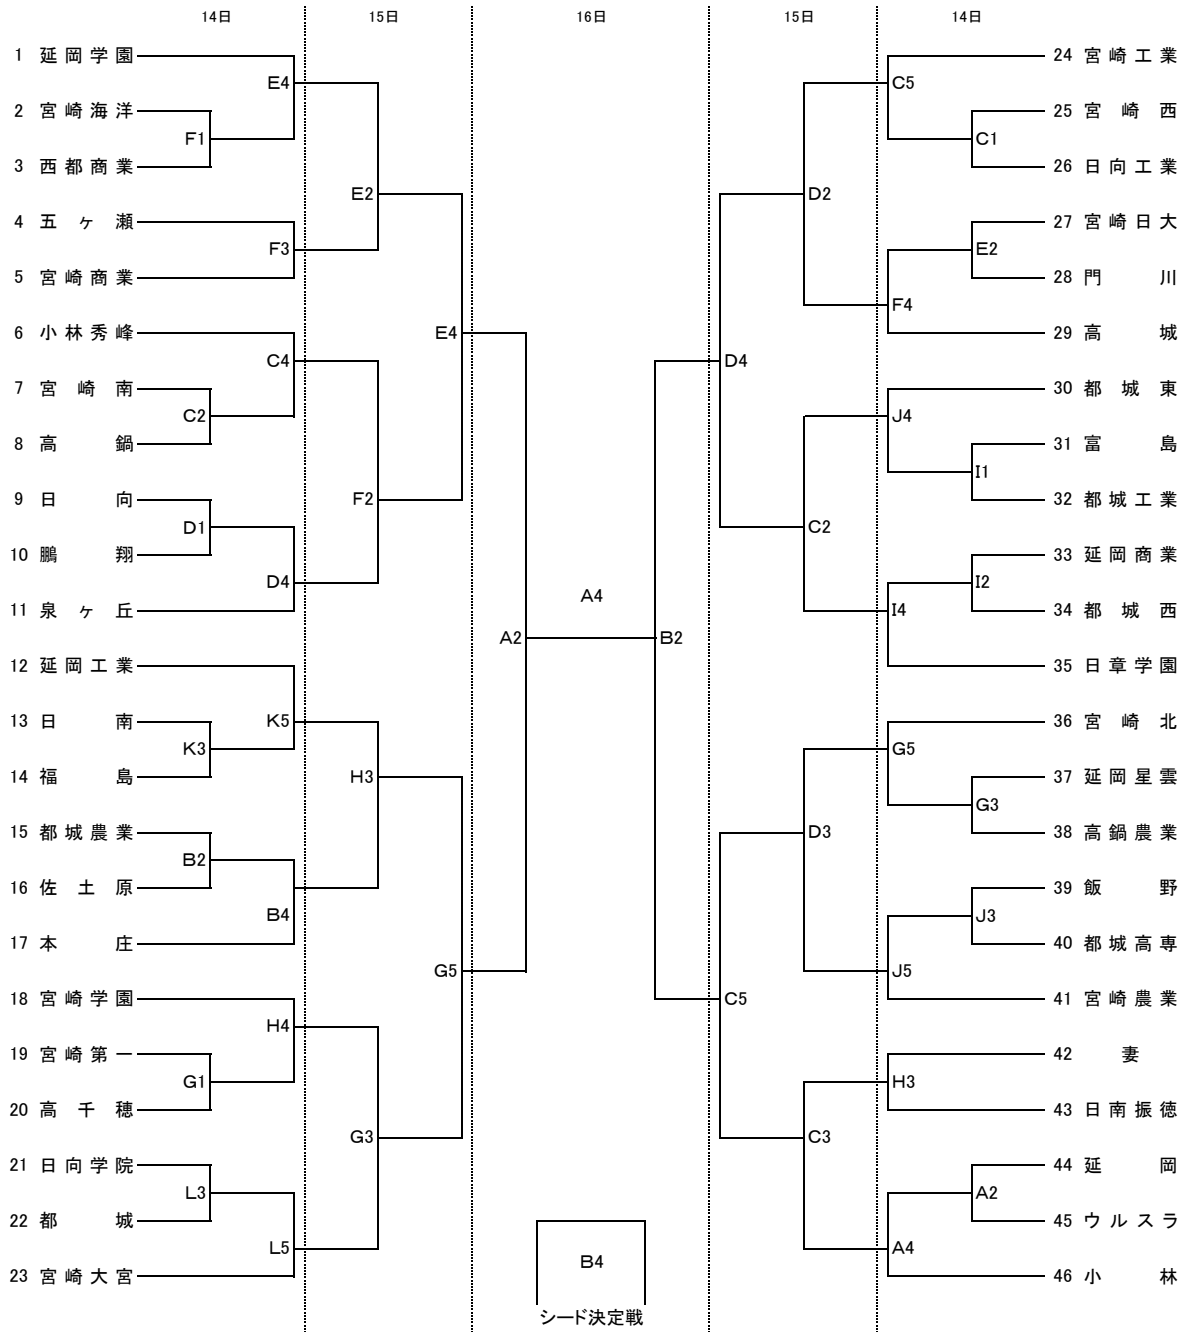 14日 15日 16日 15日 14日
1 延岡学園
E4
2 宮崎海洋
F1
3 西都商業
E2
4 五ヶ瀬
F3
5 宮崎商業
E4
6 小林秀峰
C4
7 宮崎南
C2
8 高鍋
F2
9 日向
D1
10 鵬翔
D4
11 泉ヶ丘
A2
12 延岡工業
K5
13 日南
K3
14 福島
H3
15 都城農業
B2
16 佐土原
B4
17 本庄
G5
18 宮崎学園
H4
19 宮崎第一
G1
20 高千穂
G3
21 日向学院
L3
22 都城
L5
23 宮崎大宮
A4
B4
シード決定戦
24 宮崎工業
C5
25 宮崎西
C1
26 日向工業
D2
27 宮崎日大
E2
28 門川
F4
29 高城
D4
30 都城東
J4
31 富島
I1
32 都城工業
C2
33 延岡商業
I2
34 都城西
I4
35 日章学園
B2
36 宮崎北
G5
37 延岡星雲
G3
38 高鍋農業
D3
39 飯野
J3
40 都城高専
J5
41 宮崎農業
C5
42 妻
H3
43 日南振徳
C3
44 延岡
A2
45 ウルスラ
A4
46 小林